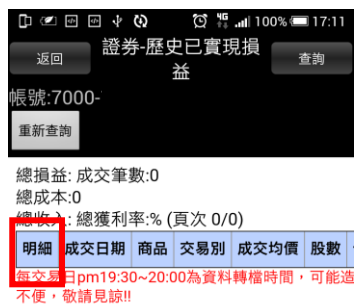 4G 100% 17:11
返回
證券-歷史已實現損
益
查詢
帳號:7000-
重新查詢
總損益: 成交筆數:0
總成本:0
總收入: 總獲利率:% (頁次 0/0)
明細 成交日期 商品 交易別 成交均價 股數
每交易日pm19:30~20:00為資料轉檔時間，可能造
不便，敬請見諒!!